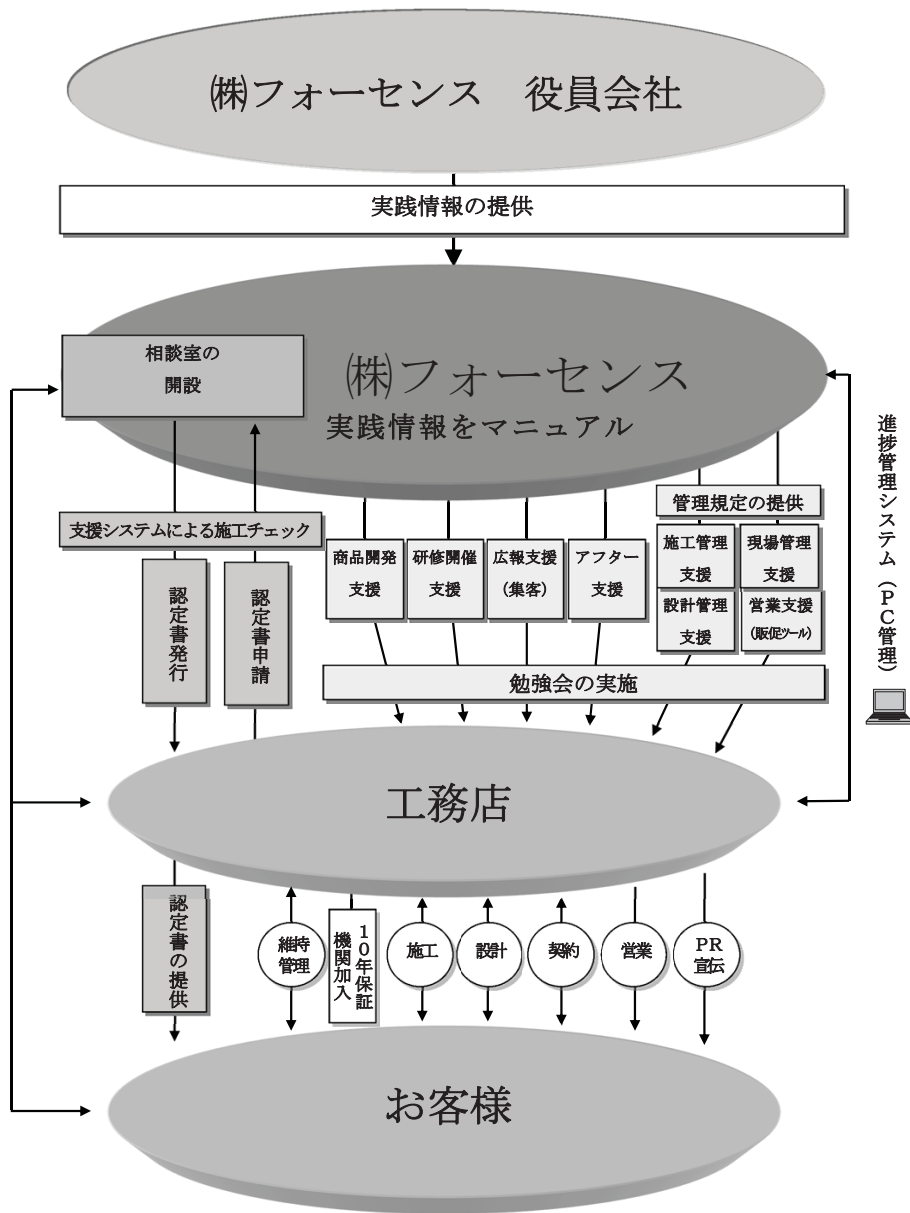 ㈱フォーセンス　役員会社
実践情報の提供
相談室の
開設
㈱フォーセンス
実践情報をマニュアル
進捗管理システム（PC管理）
支援システムによる施工チェック
認定書発行
認定書申請
商品開発
支援
研修開催
支援
広報支援
（集客）
アフター
支援
管理規定の提供
施工管理
支援
現場管理
支援
設計管理
支援
営業支援
（販促ツール）
勉強会の実施
工務店
認定書の提供
維持
管理
10年保証
機関加入
施工
設計
契約
営業
PR
宣伝
お客様